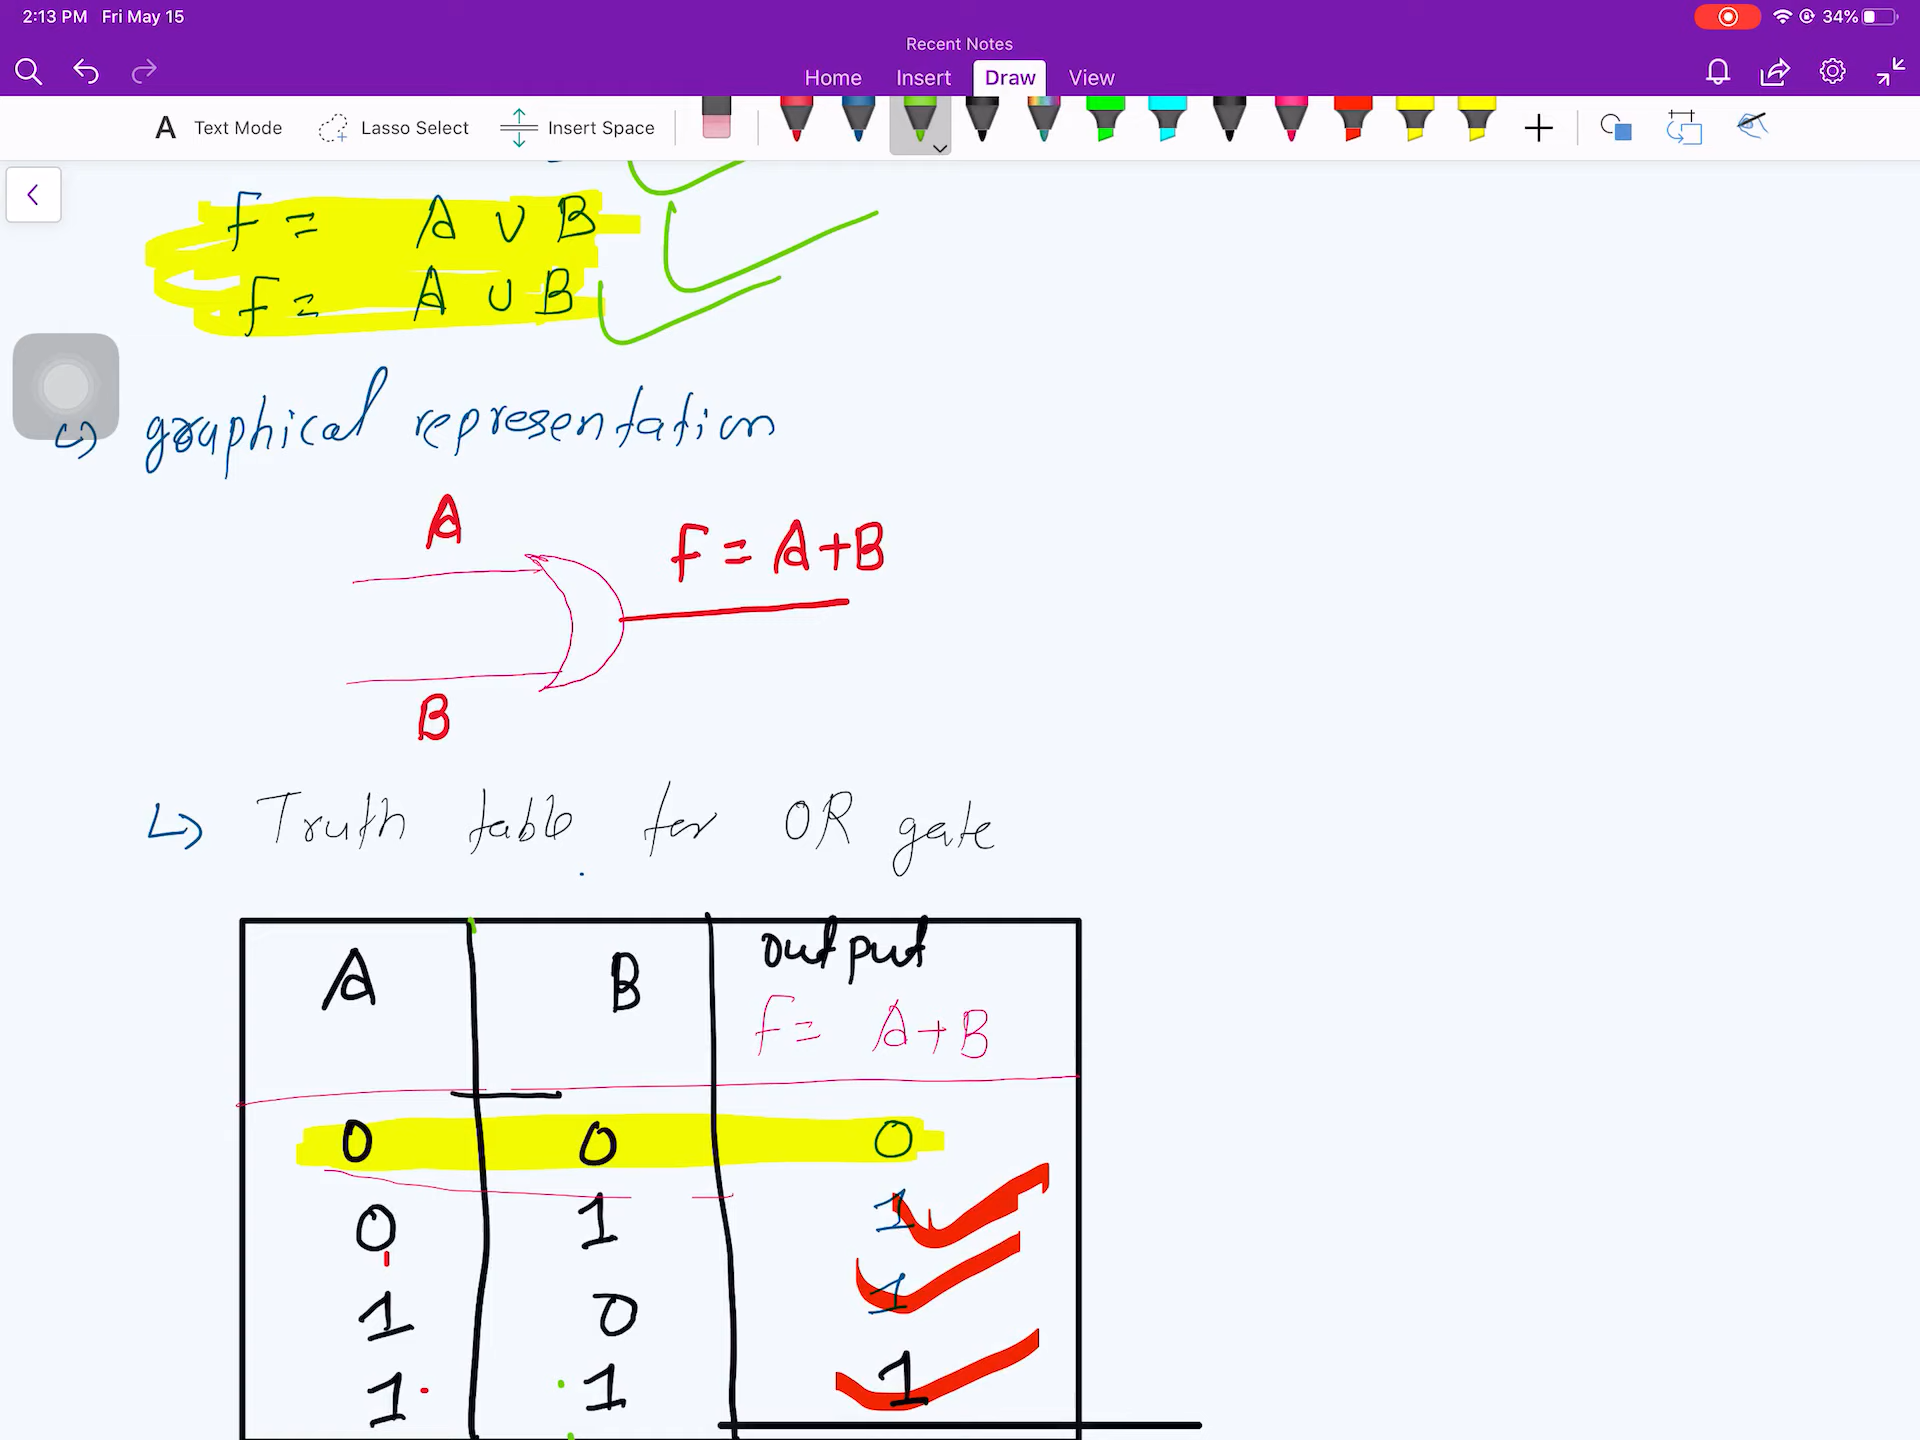 2:13 PM Fri May 15
34%
Recent Notes
Home Insert Draw View
A Text Mode Lasso Select Insert Space
F = A ∨ B
F = A ∪ B
graphical representation
A
F = A+B
B
Truth table for OR gate
A B output
F = A+B
0 0 0
0 1 1
1 0 1
1 1 1